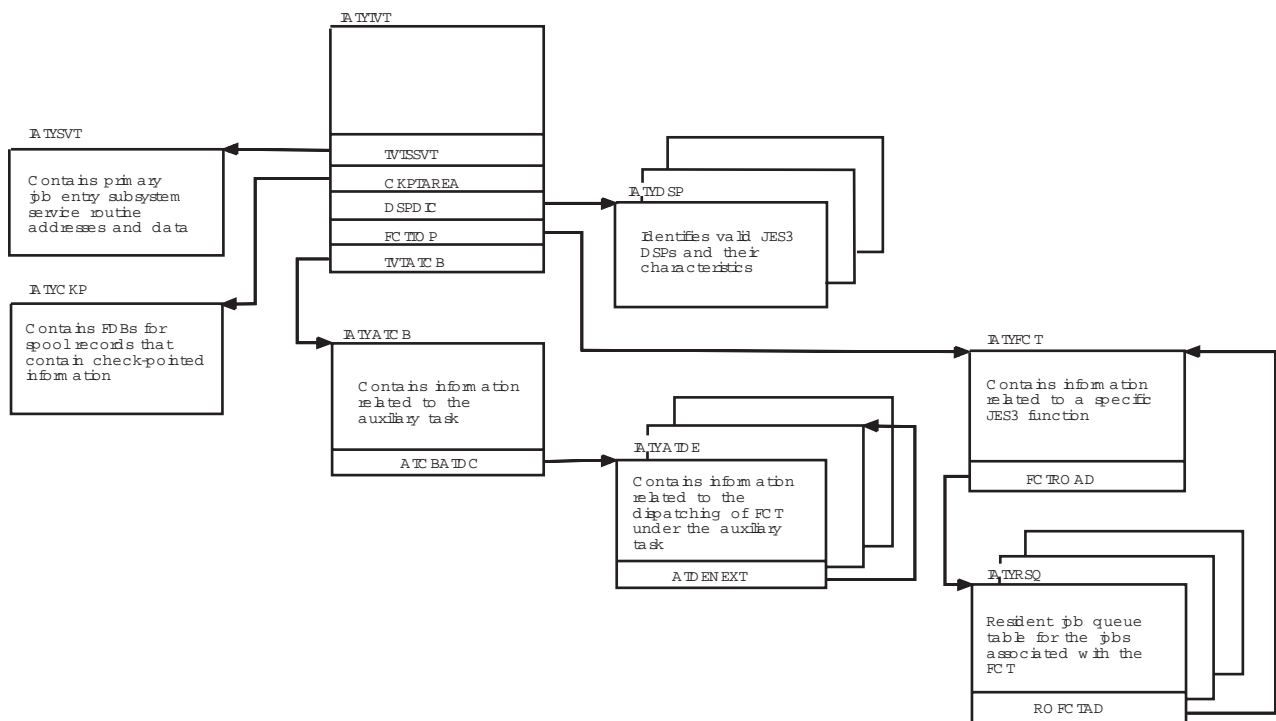 IATYTVT
IATYSVT
TVTSSVT
Contains primary
job entry subsystem
service routine
addresses and data
CKPTAREA
DSPDIC
FCTTOP
TVTATCB
IATYDSP
Identifies valid JES3
DSPs and their
characteristics
IATYCKP
Contains FDBs for
spool records that
contain check-pointed
information
IATYATCB
Contains information
related to the
auxiliary task
ATCBATDC
IATYFCT
Contains information
related to a specific
JES3 function
FCTROAD
IATYATDE
Contains information
related to the
dispatching of FCT
under the auxiliary
task
ATDENEXT
IATYRSQ
Resident job queue
table for the jobs
associated with the
FCT
ROFCTAD